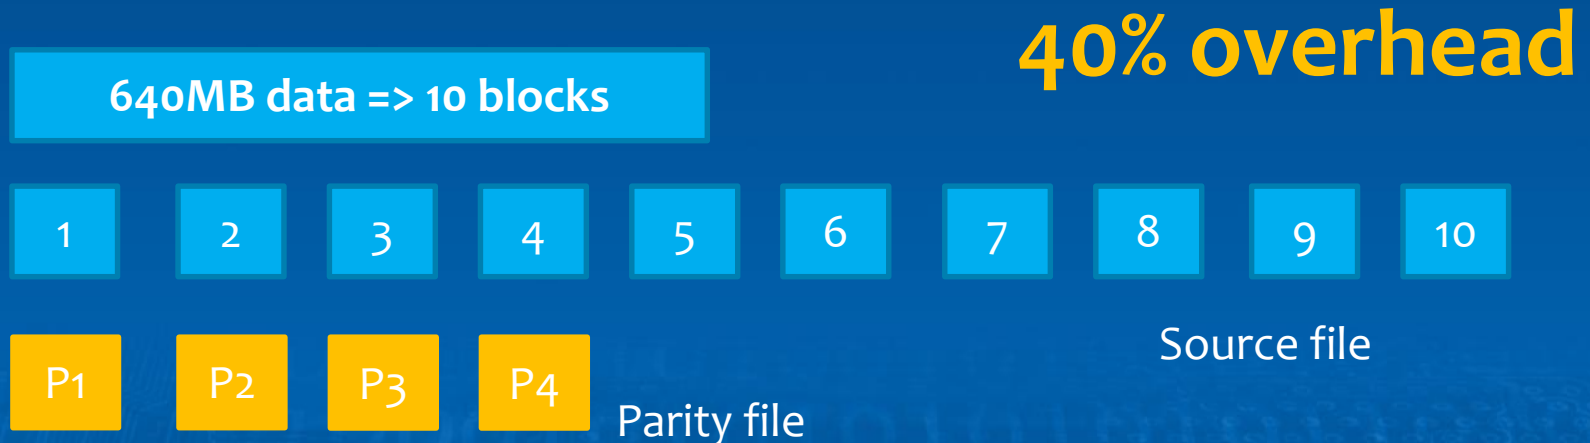 40% overhead
640MB data => 10 blocks
1 2 3 4 5 6 7 8 9 10
Source file
P1 P2 P3 P4
Parity file